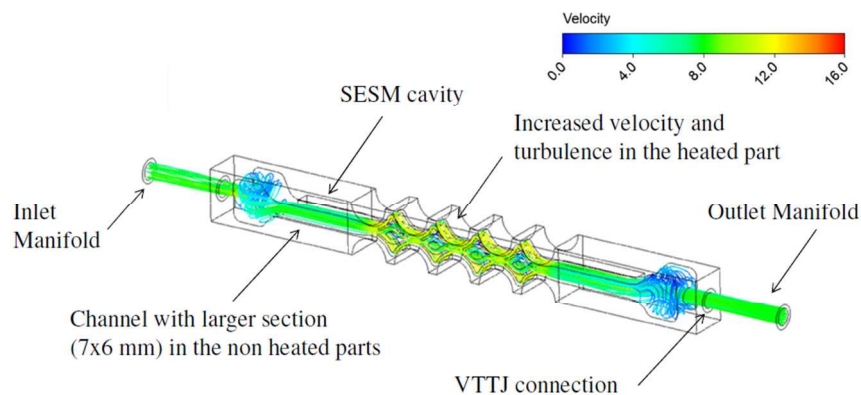 Velocity
0.0
4.0
8.0
12.0
16.0
SESM cavity
Increased velocity and
turbulence in the heated part
Inlet
Manifold
Outlet Manifold
Channel with larger section
(7x6 mm) in the non heated parts
VTTJ connection